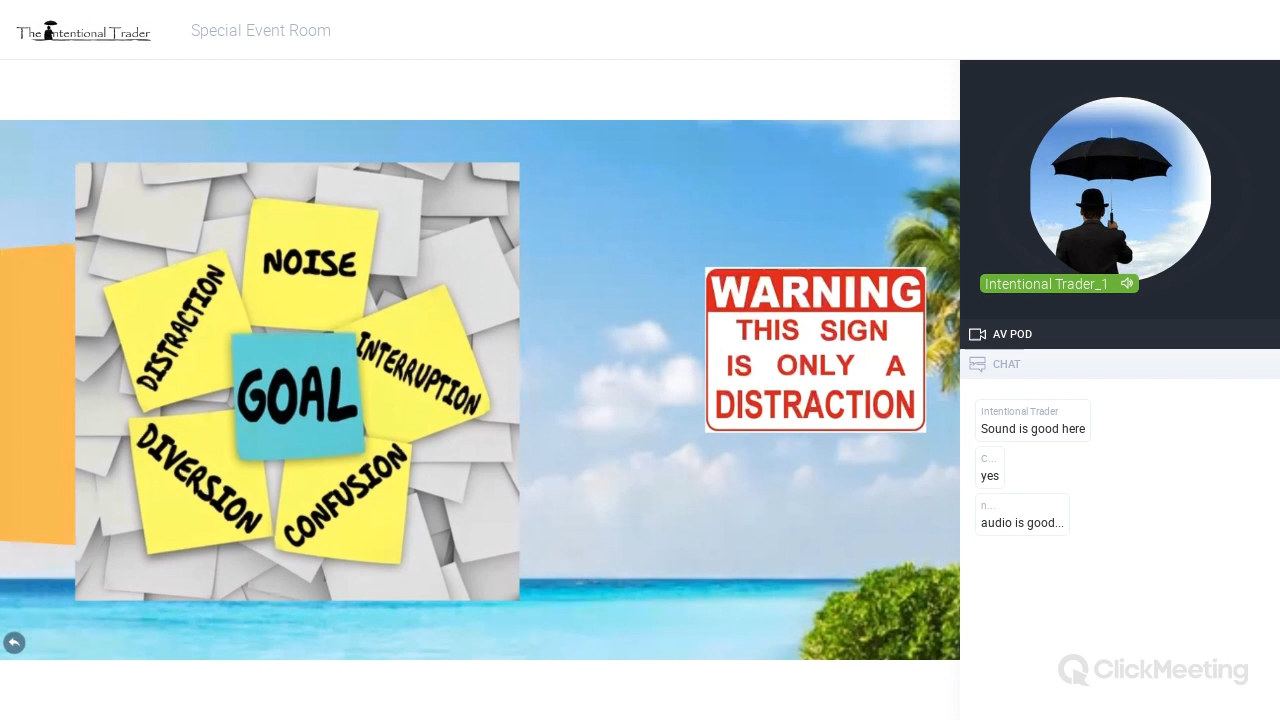 The Intentional Trader
Special Event Room
NOISE
DISTRACTION
INTERRUPTION
GOAL
DIVERSION
CONFUSION
WARNING
THIS SIGN
IS ONLY A
DISTRACTION
Intentional Trader_1
AV POD
CHAT
Intentional Trader
Sound is good here
C...
yes
n...
audio is good...
ClickMeeting